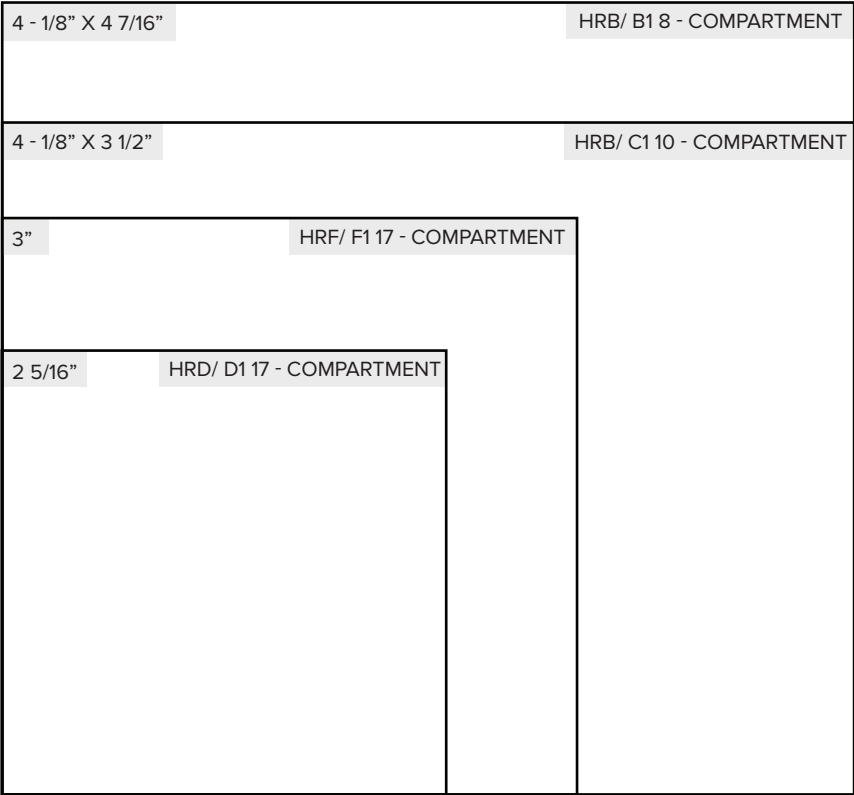 4 - 1/8” X 4 7/16” HRB/ B1 8 - COMPARTMENT
4 - 1/8” X 3 1/2” HRB/ C1 10 - COMPARTMENT
3” HRF/ F1 17 - COMPARTMENT
2 5/16” HRD/ D1 17 - COMPARTMENT